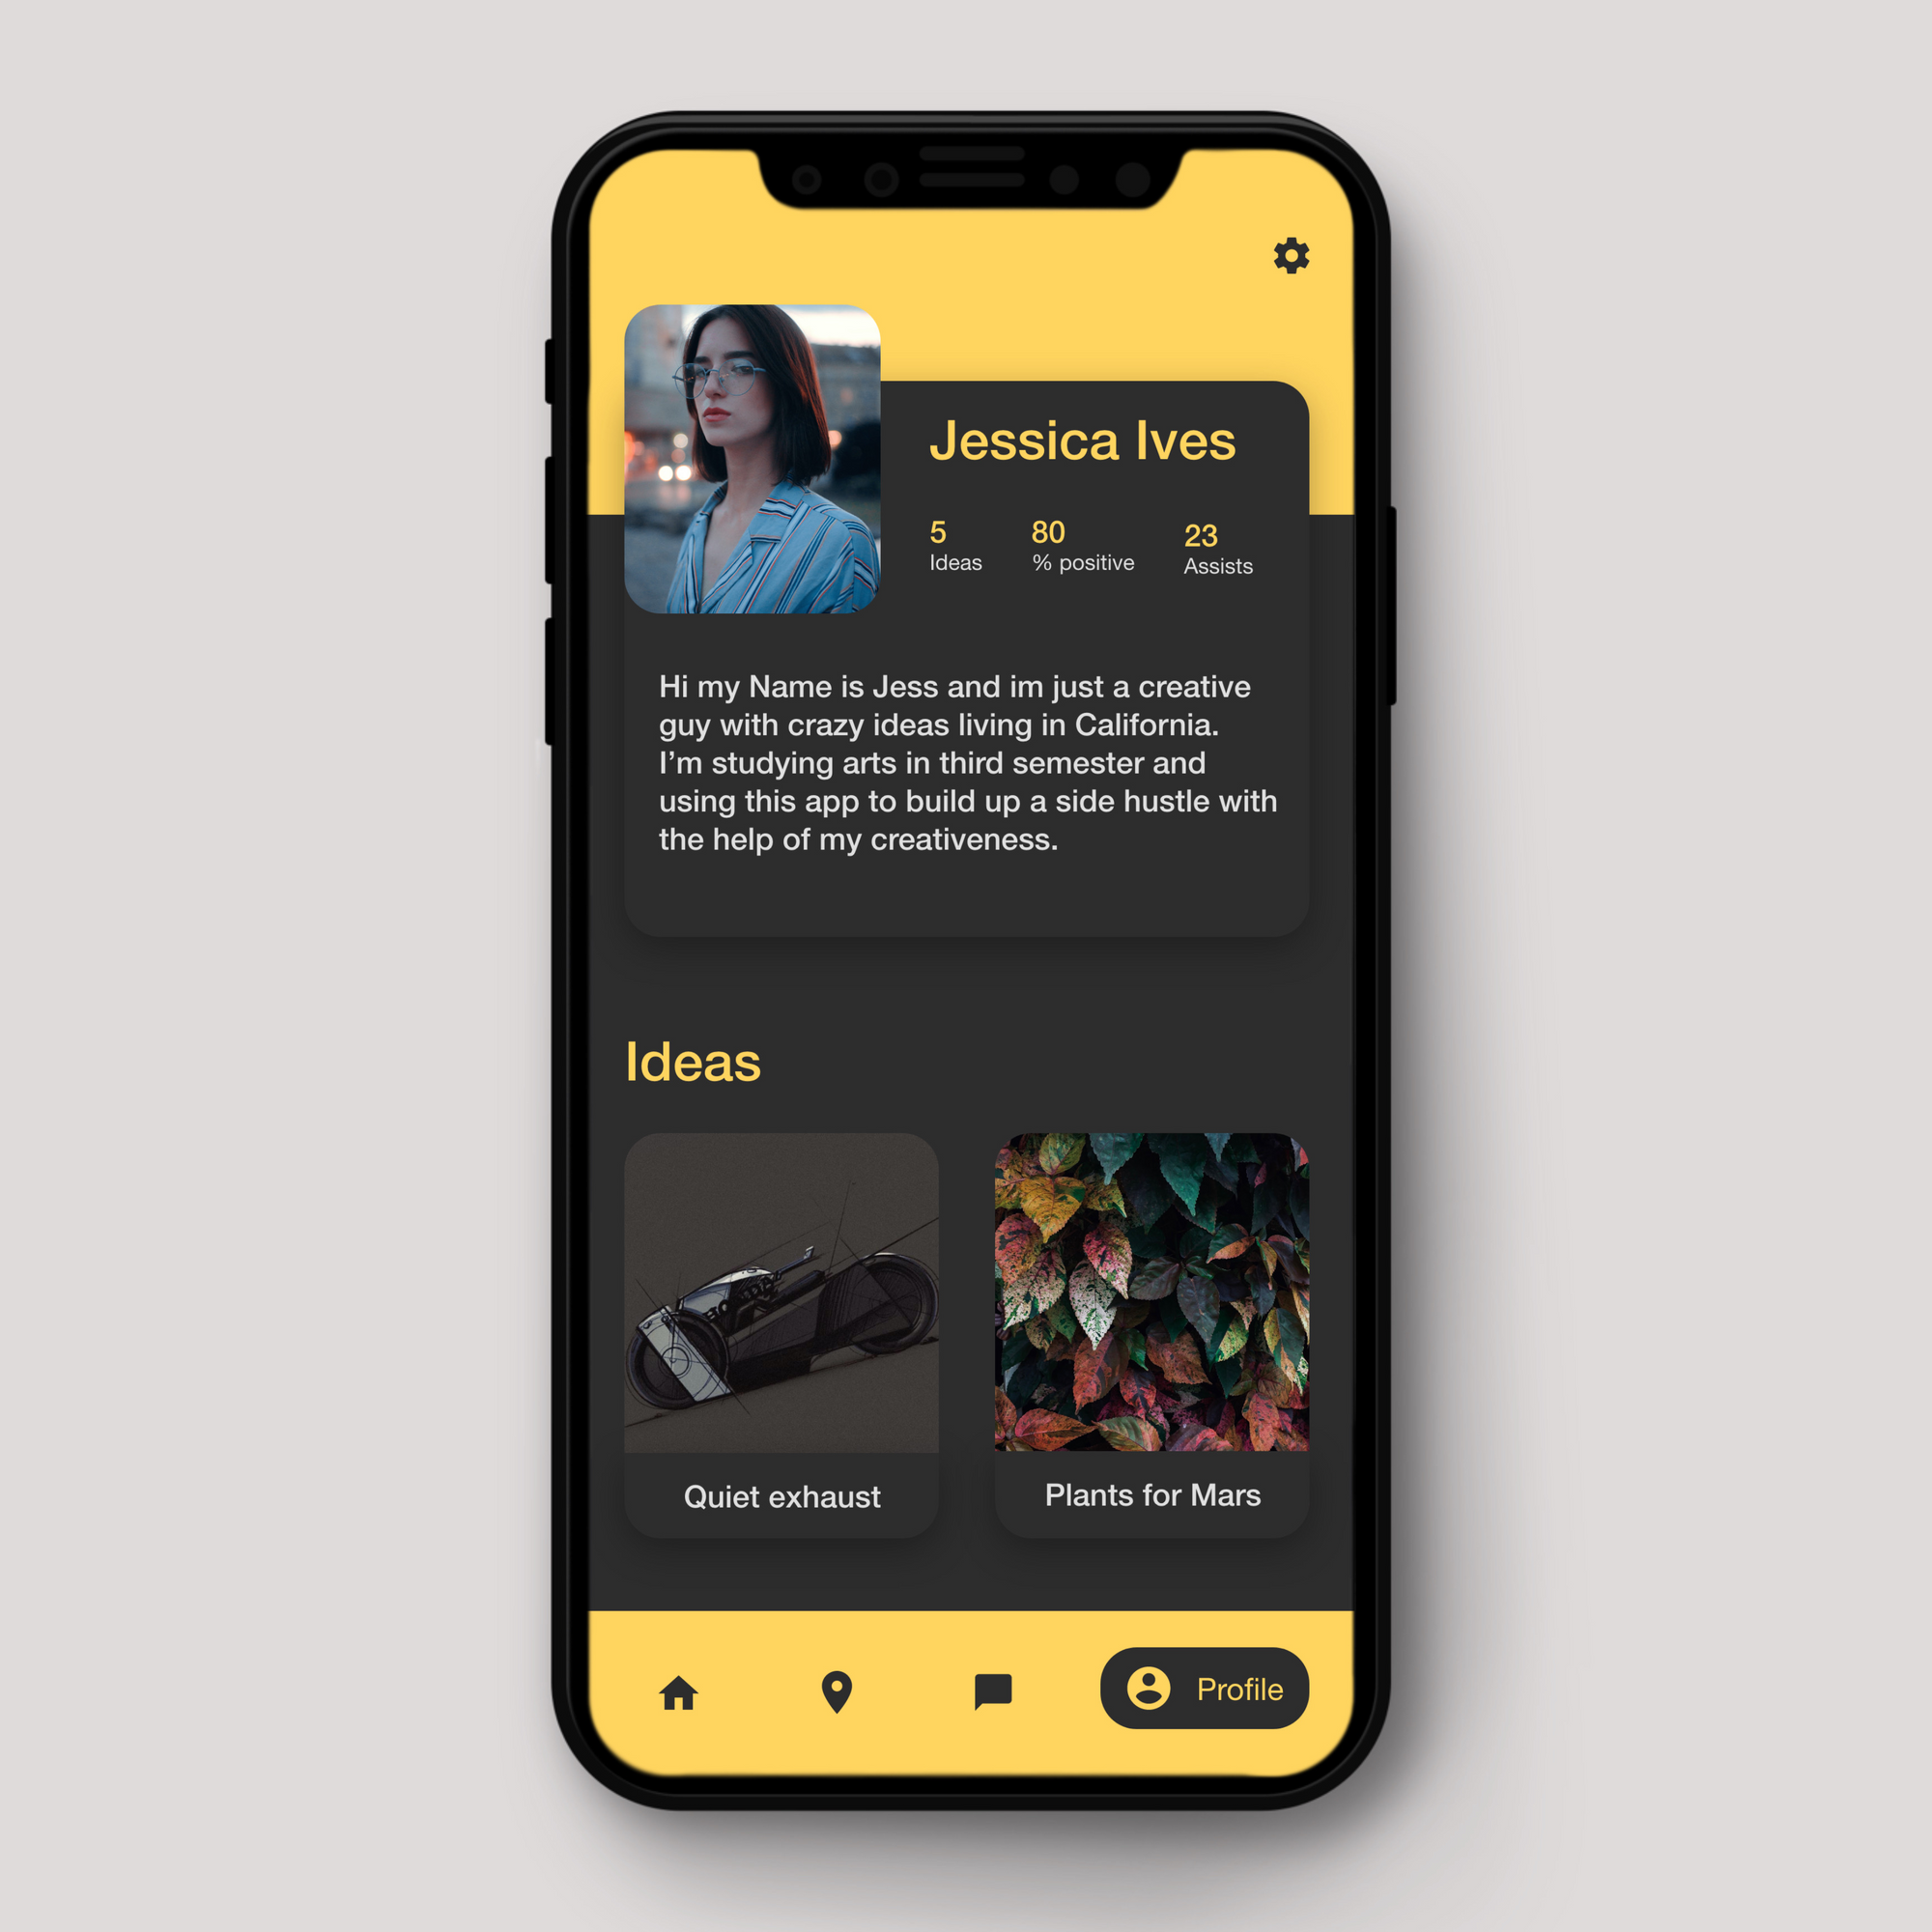 Jessica Ives
5 80 23
Ideas % positive Assists
Hi my Name is Jess and im just a creative
guy with crazy ideas living in California.
I’m studying arts in third semester and
using this app to build up a side hustle with
the help of my creativeness.
Ideas
Quiet exhaust Plants for Mars
Profile